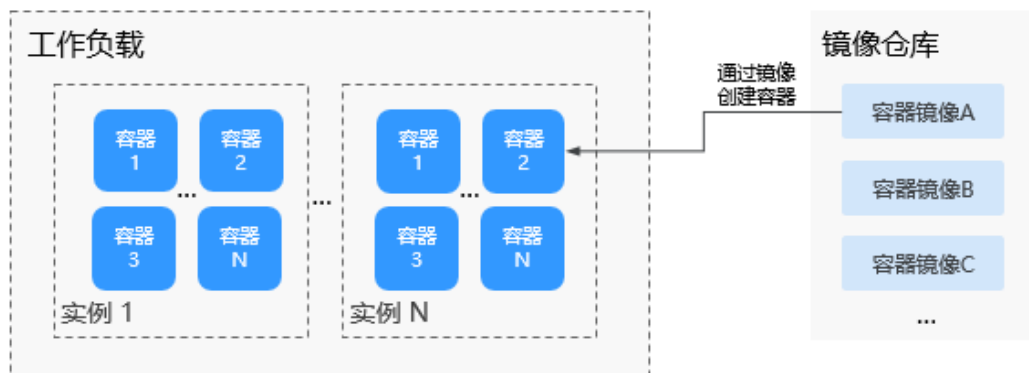 工作负载
容器
1
容器
2
...
容器
3
容器
N
实例 1
...
容器
1
容器
2
...
容器
3
容器
N
实例 N
通过镜像
创建容器
镜像仓库
容器镜像A
容器镜像B
容器镜像C
...